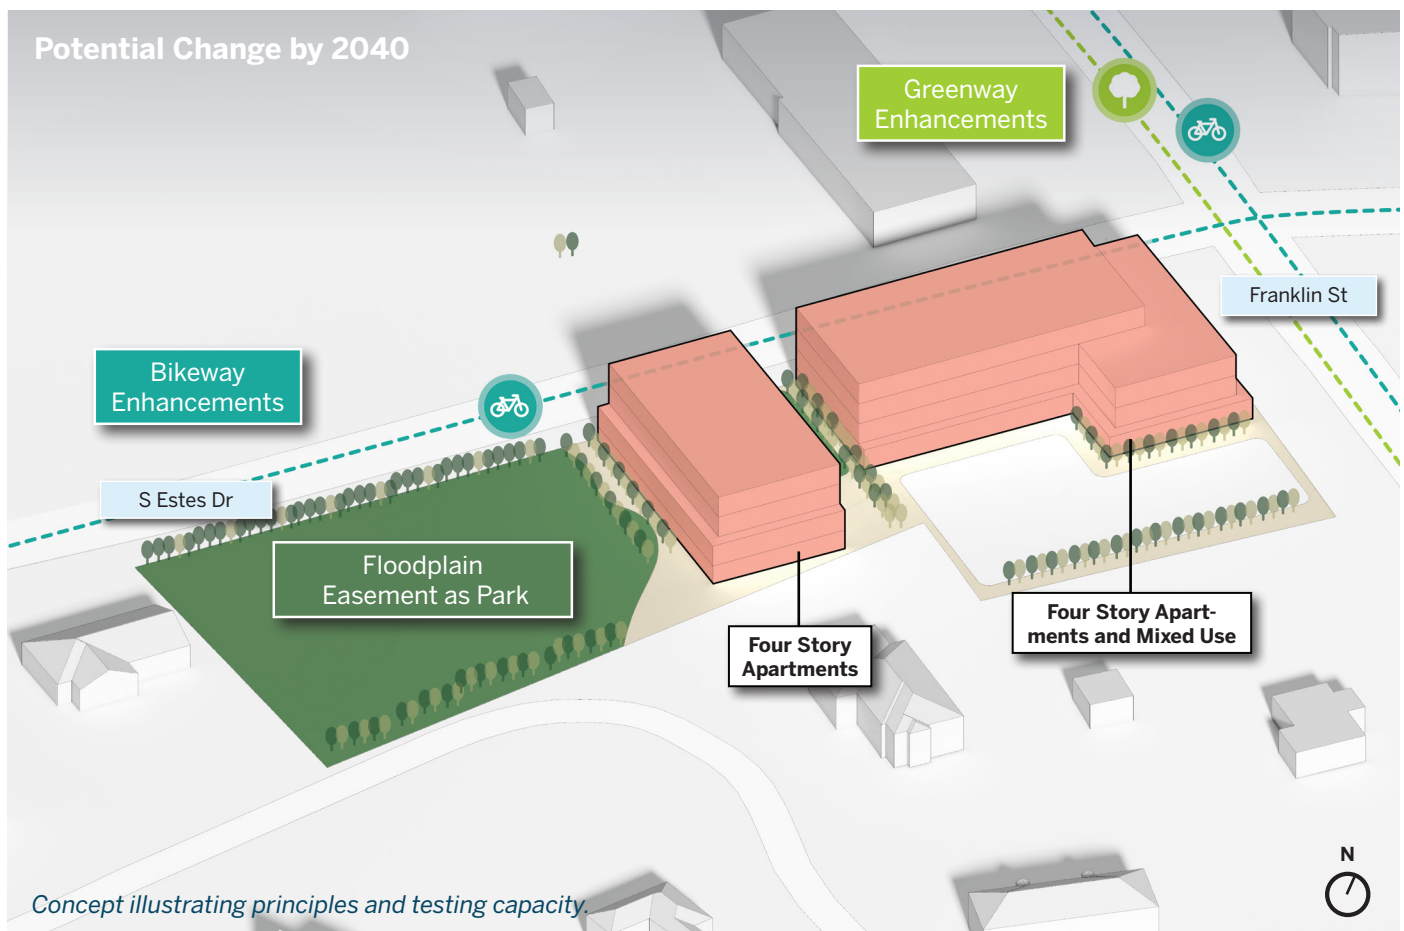 Potential Change by 2040
Greenway
Enhancements
Franklin St
Bikeway
Enhancements
S Estes Dr
Floodplain
Easement as Park
Four Story Apart-
ments and Mixed Use
Four Story
Apartments
N
Concept illustrating principles and testing capacity.